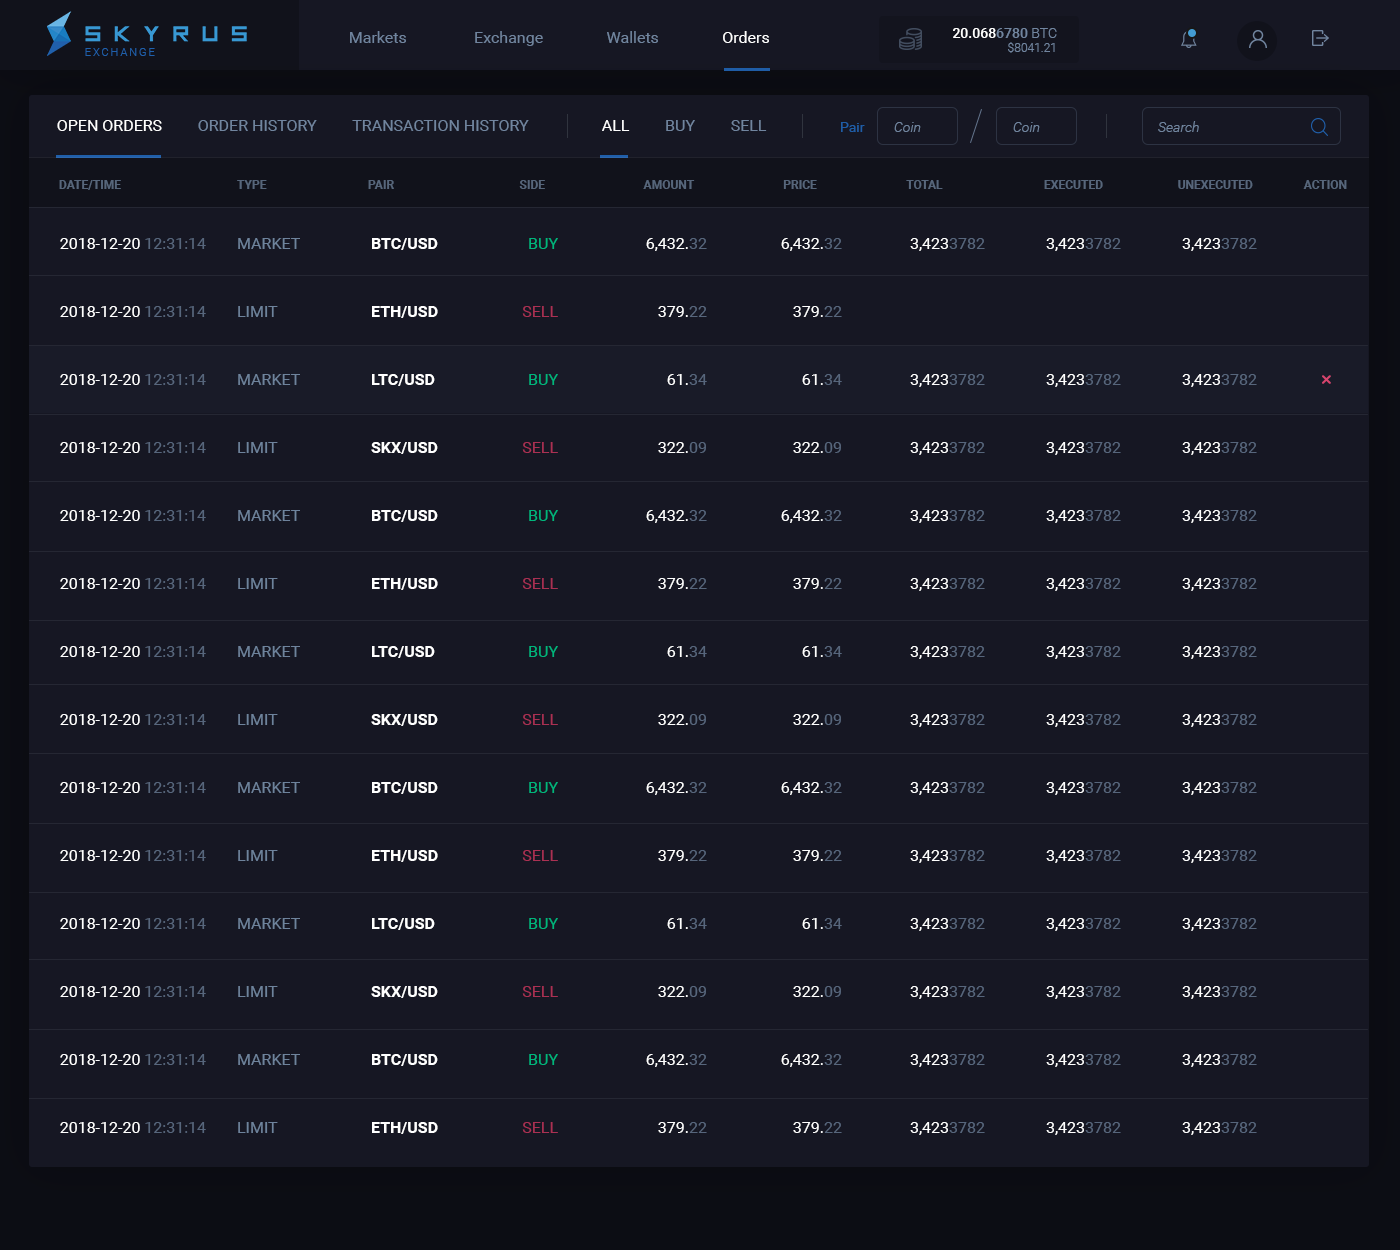 SKYRUS
EXCHANGE
Markets Exchange Wallets Orders
20.0686780 BTC
$8041.21
OPEN ORDERS ORDER HISTORY TRANSACTION HISTORY ALL BUY SELL Pair Coin / Coin Search
DATE/TIME TYPE PAIR SIDE AMOUNT PRICE TOTAL EXECUTED UNEXECUTED ACTION
2018-12-20 12:31:14 MARKET BTC/USD BUY 6,432.32 6,432.32 3,4233782 3,4233782 3,4233782
2018-12-20 12:31:14 LIMIT ETH/USD SELL 379.22 379.22
2018-12-20 12:31:14 MARKET LTC/USD BUY 61.34 61.34 3,4233782 3,4233782 3,4233782
2018-12-20 12:31:14 LIMIT SKX/USD SELL 322.09 322.09 3,4233782 3,4233782 3,4233782
2018-12-20 12:31:14 MARKET BTC/USD BUY 6,432.32 6,432.32 3,4233782 3,4233782 3,4233782
2018-12-20 12:31:14 LIMIT ETH/USD SELL 379.22 379.22 3,4233782 3,4233782 3,4233782
2018-12-20 12:31:14 MARKET LTC/USD BUY 61.34 61.34 3,4233782 3,4233782 3,4233782
2018-12-20 12:31:14 LIMIT SKX/USD SELL 322.09 322.09 3,4233782 3,4233782 3,4233782
2018-12-20 12:31:14 MARKET BTC/USD BUY 6,432.32 6,432.32 3,4233782 3,4233782 3,4233782
2018-12-20 12:31:14 LIMIT ETH/USD SELL 379.22 379.22 3,4233782 3,4233782 3,4233782
2018-12-20 12:31:14 MARKET LTC/USD BUY 61.34 61.34 3,4233782 3,4233782 3,4233782
2018-12-20 12:31:14 LIMIT SKX/USD SELL 322.09 322.09 3,4233782 3,4233782 3,4233782
2018-12-20 12:31:14 MARKET BTC/USD BUY 6,432.32 6,432.32 3,4233782 3,4233782 3,4233782
2018-12-20 12:31:14 LIMIT ETH/USD SELL 379.22 379.22 3,4233782 3,4233782 3,4233782